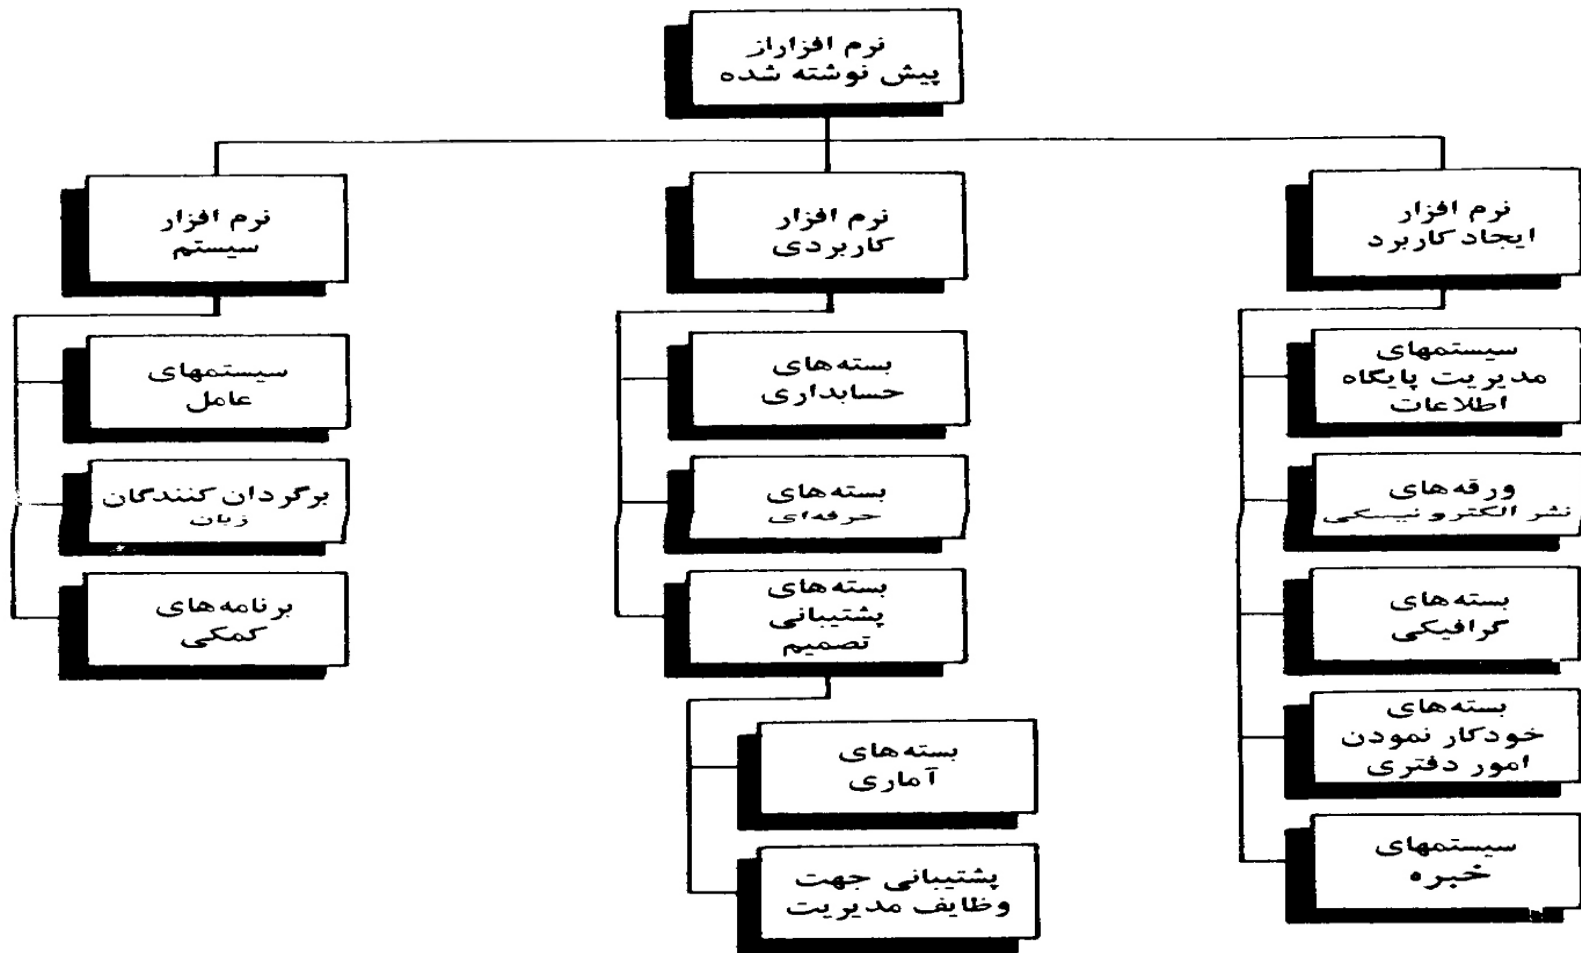 نرم افزاراز
پیش نوشته شده
نرم افزار
ایجاد کاربرد
سیستمهای
مدیریت پایگاه
اطلاعات
ورقه‌های
نشر الکترونیسکی
بسته‌های
گرافیکی
بسته‌های
خودکار نمودن
امور دفتری
سیستمهای
خبره
نرم افزار
کاربردی
بسته‌های
حسابداری
بسته‌های
حرفه‌ای
بسته‌های
پشتیبانی
تصمیم
بسته‌های
آماری
پشتیبانی جهت
وظایف مدیریت
نرم افزار
سیستم
سیستمهای
عامل
برگردان کنندگان
زبان
برنامه‌های
کمکی